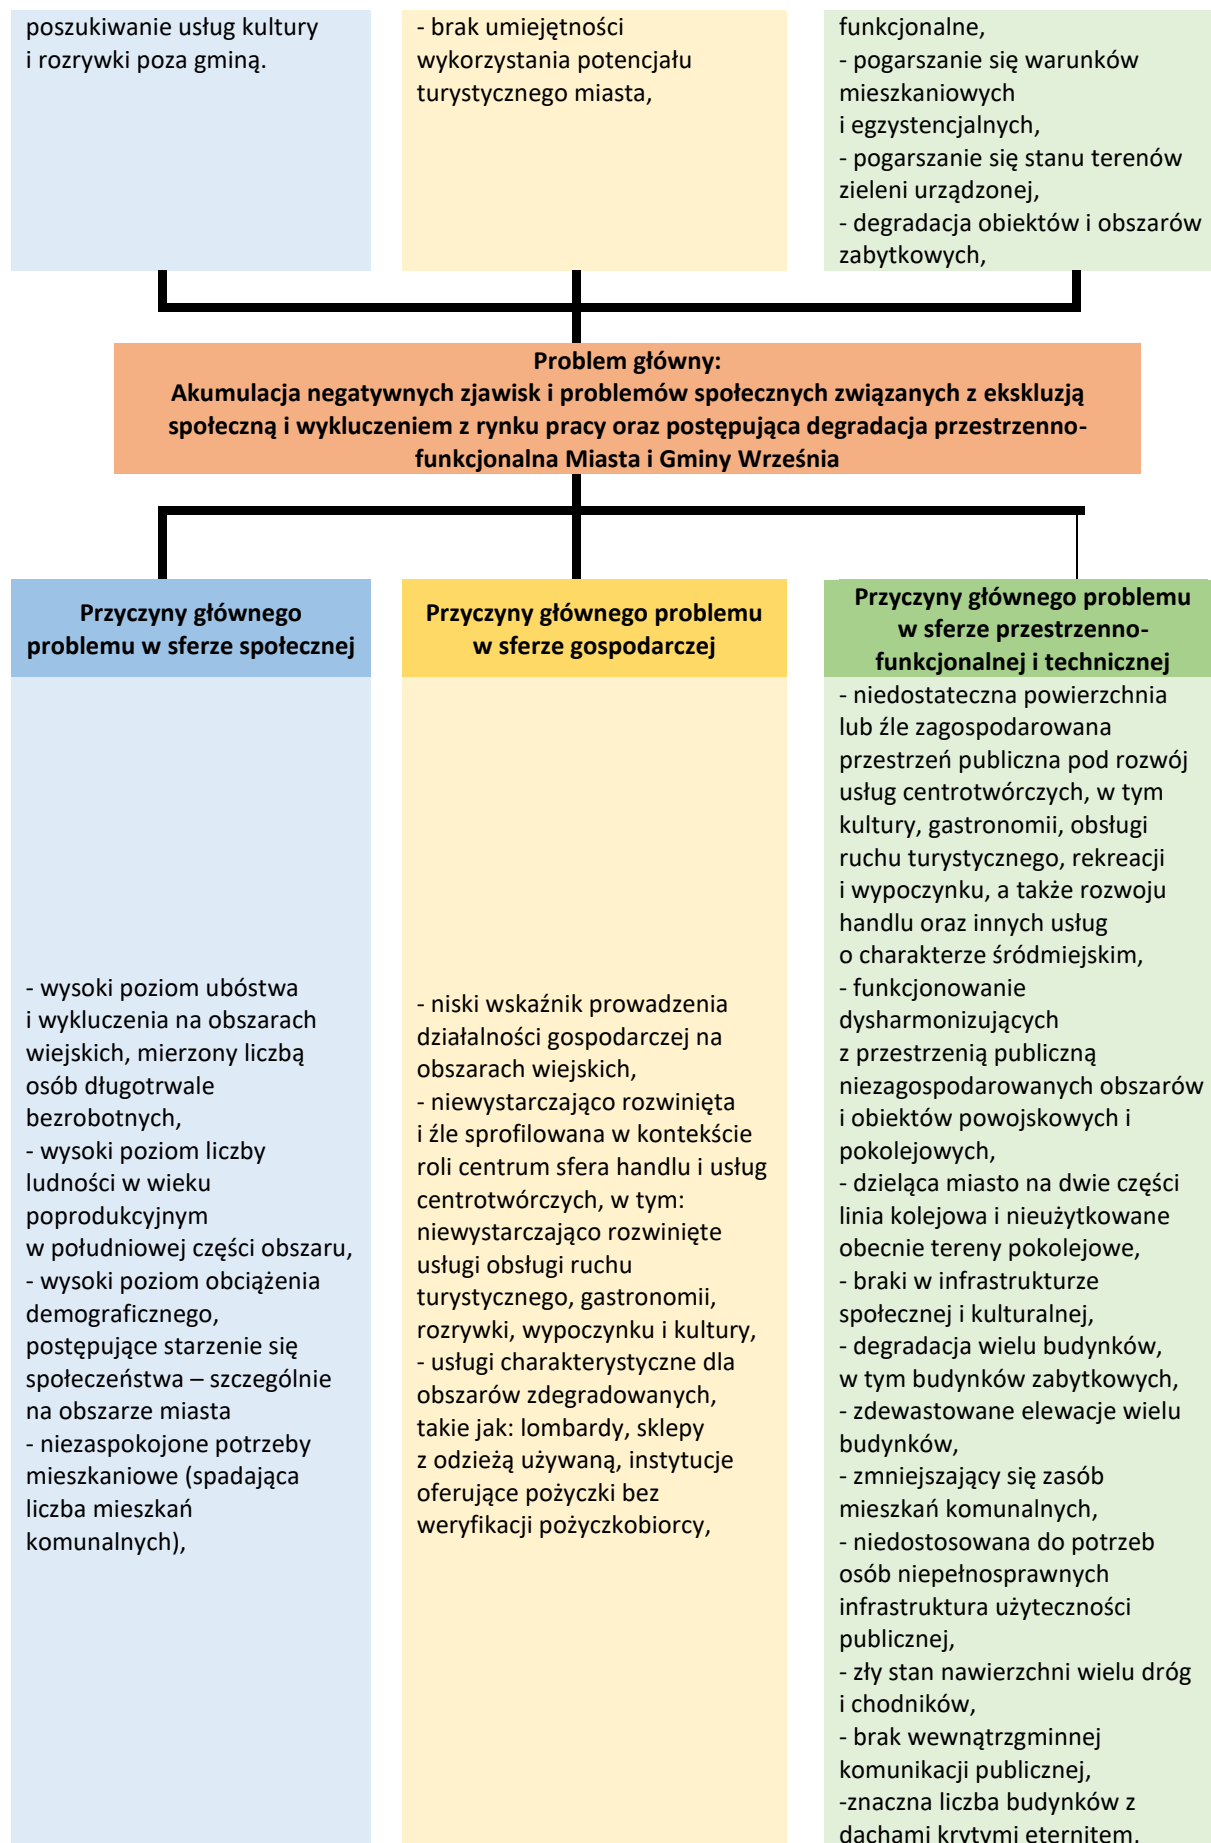 poszukiwanie usług kultury
i rozrywki poza gminą.
- brak umiejętności
wykorzystania potencjału
turystycznego miasta,
funkcjonalne,
- pogarszanie się warunków
mieszkaniowych
i egzystencjalnych,
- pogarszanie się stanu terenów
zieleni urządzonej,
- degradacja obiektów i obszarów
zabytkowych,
Problem główny:
Akumulacja negatywnych zjawisk i problemów społecznych związanych z ekskluzją
społeczną i wykluczeniem z rynku pracy oraz postępująca degradacja przestrzenno-
funkcjonalna Miasta i Gminy Września
Przyczyny głównego
problemu w sferze społecznej
- wysoki poziom ubóstwa
i wykluczenia na obszarach
wiejskich, mierzony liczbą
osób długotrwale
bezrobotnych,
- wysoki poziom liczby
ludności w wieku
poprodukcyjnym
w południowej części obszaru,
- wysoki poziom obciążenia
demograficznego,
postępujące starzenie się
społeczeństwa – szczególnie
na obszarze miasta
- niezaspokojone potrzeby
mieszkaniowe (spadająca
liczba mieszkań
komunalnych),
Przyczyny głównego problemu
w sferze gospodarczej
- niski wskaźnik prowadzenia
działalności gospodarczej na
obszarach wiejskich,
- niewystarczająco rozwinięta
i źle sprofilowana w kontekście
roli centrum sfera handlu i usług
centrotwórczych, w tym:
niewystarczająco rozwinięte
usługi obsługi ruchu
turystycznego, gastronomii,
rozrywki, wypoczynku i kultury,
- usługi charakterystyczne dla
obszarów zdegradowanych,
takie jak: lombardy, sklepy
z odzieżą używaną, instytucje
oferujące pożyczki bez
weryfikacji pożyczkobiorcy,
Przyczyny głównego problemu
w sferze przestrzenno-
funkcjonalnej i technicznej
- niedostateczna powierzchnia
lub źle zagospodarowana
przestrzeń publiczna pod rozwój
usług centrotwórczych, w tym
kultury, gastronomii, obsługi
ruchu turystycznego, rekreacji
i wypoczynku, a także rozwoju
handlu oraz innych usług
o charakterze śródmiejskim,
- funkcjonowanie
dysharmonizujących
z przestrzenią publiczną
niezagospodarowanych obszarów
i obiektów powojskowych i
pokolejowych,
- dzieląca miasto na dwie części
linia kolejowa i nieużytkowane
obecnie tereny pokolejowe,
- braki w infrastrukturze
społecznej i kulturalnej,
- degradacja wielu budynków,
w tym budynków zabytkowych,
- zdewastowane elewacje wielu
budynków,
- zmniejszający się zasób
mieszkań komunalnych,
- niedostosowana do potrzeb
osób niepełnosprawnych
infrastruktura użyteczności
publicznej,
- zły stan nawierzchni wielu dróg
i chodników,
- brak wewnątrzgminnej
komunikacji publicznej,
-znaczna liczba budynków z
dachami krytymi eternitem.